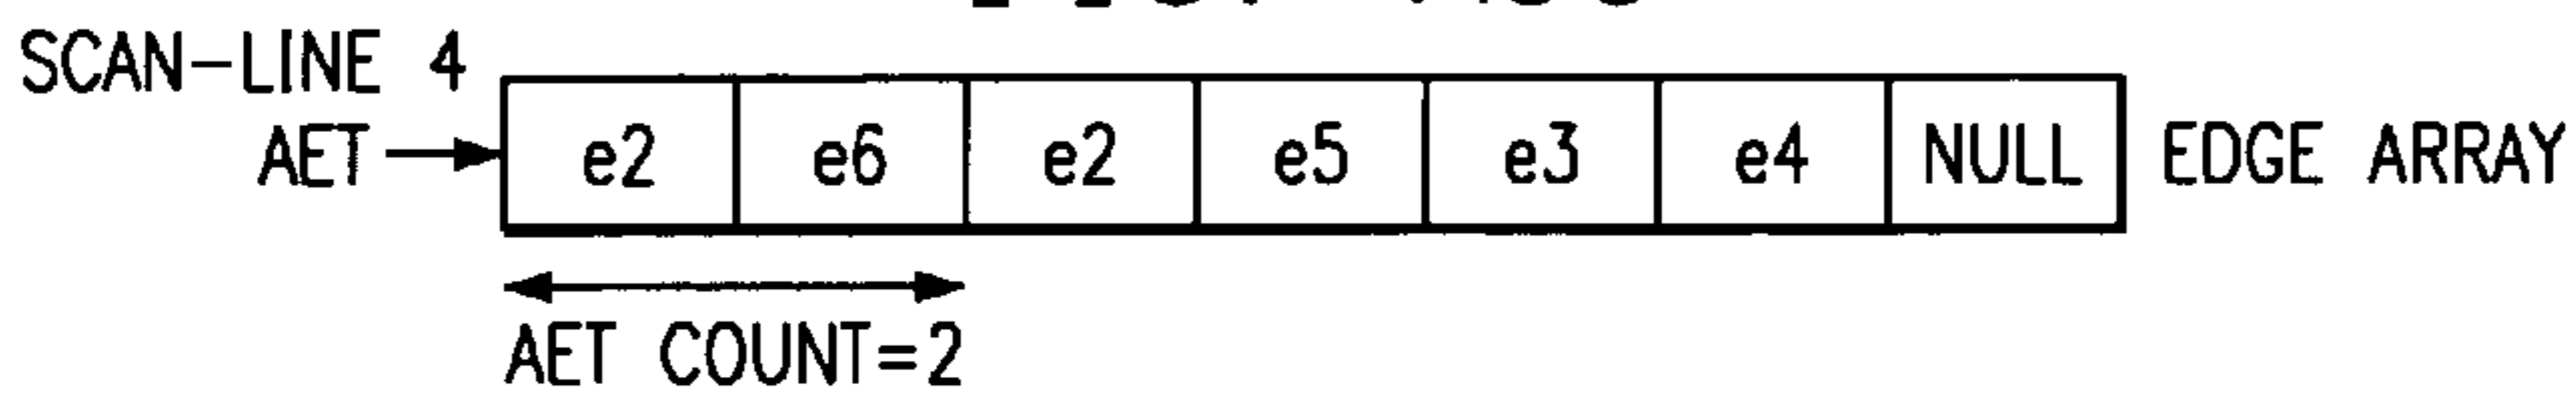 SCAN-LINE 4
AET e2 e6 e2 e5 e3 e4 NULL EDGE ARRAY
AET COUNT=2